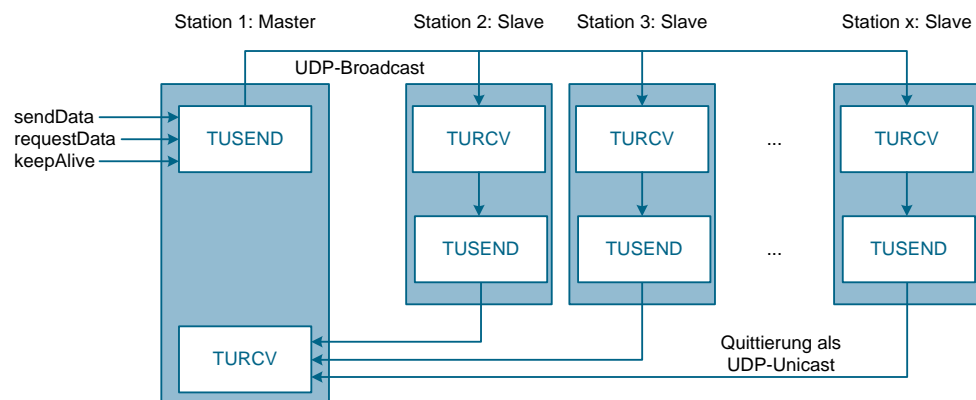 Station 1: Master
Station 2: Slave
Station 3: Slave
Station x: Slave
UDP-Broadcast
sendData
requestData
keepAlive
TUSEND
TURCV
TURCV
...
TURCV
TUSEND
TUSEND
...
TUSEND
TURCV
Quittierung als
UDP-Unicast